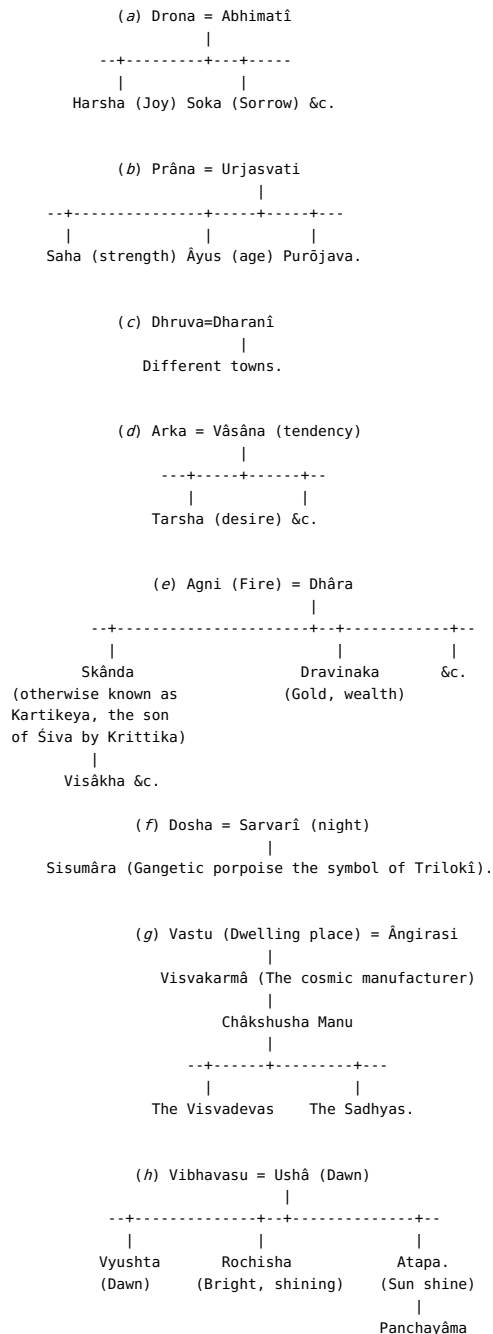 (a) Drona = Abhimatî
|
--+---------+---+-----
| |
Harsha (Joy) Soka (Sorrow) &c.
(b) Prâna = Urjasvati
|
--+---------------+-----+-----+---
| | |
Saha (strength) Âyus (age) Purōjava.
(c) Dhruva=Dharanî
|
Different towns.
(d) Arka = Vâsâna (tendency)
|
---+-----+------+--
| |
Tarsha (desire) &c.
(e) Agni (Fire) = Dhâra
|
--+----------------------+--+------------+--
| | |
Skânda Dravinaka &c.
(otherwise known as (Gold, wealth)
Kartikeya, the son
of Śiva by Krittika)
|
Visâkha &c.
(f) Dosha = Sarvarî (night)
|
Sisumâra (Gangetic porpoise the symbol of Trilokî).
(g) Vastu (Dwelling place) = Ângirasi
|
Visvakarmâ (The cosmic manufacturer)
|
Châkshusha Manu
|
--+------+---------+---
| |
The Visvadevas The Sadhyas.
(h) Vibhavasu = Ushâ (Dawn)
|
--+--------------+--+--------------+--
| | |
Vyushta Rochisha Atapa.
(Dawn) (Bright, shining) (Sun shine)
|
Panchayâma